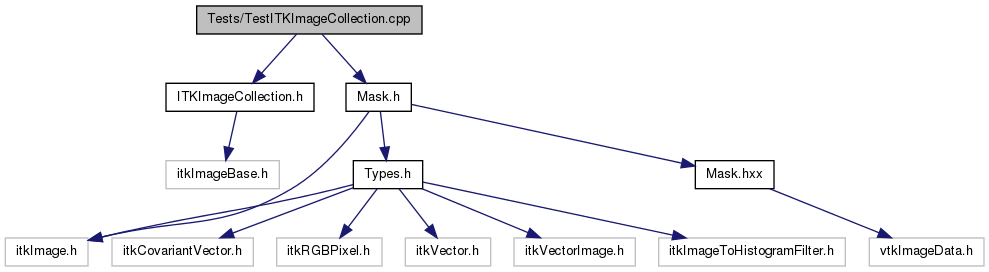 Tests/TestITKImageCollection.cpp
ITKImageCollection.h
Mask.h
itkImageBase.h
Types.h
Mask.hxx
itkImage.h
itkCovariantVector.h
itkRGBPixel.h
itkVector.h
itkVectorImage.h
itkImageToHistogramFilter.h
vtkImageData.h